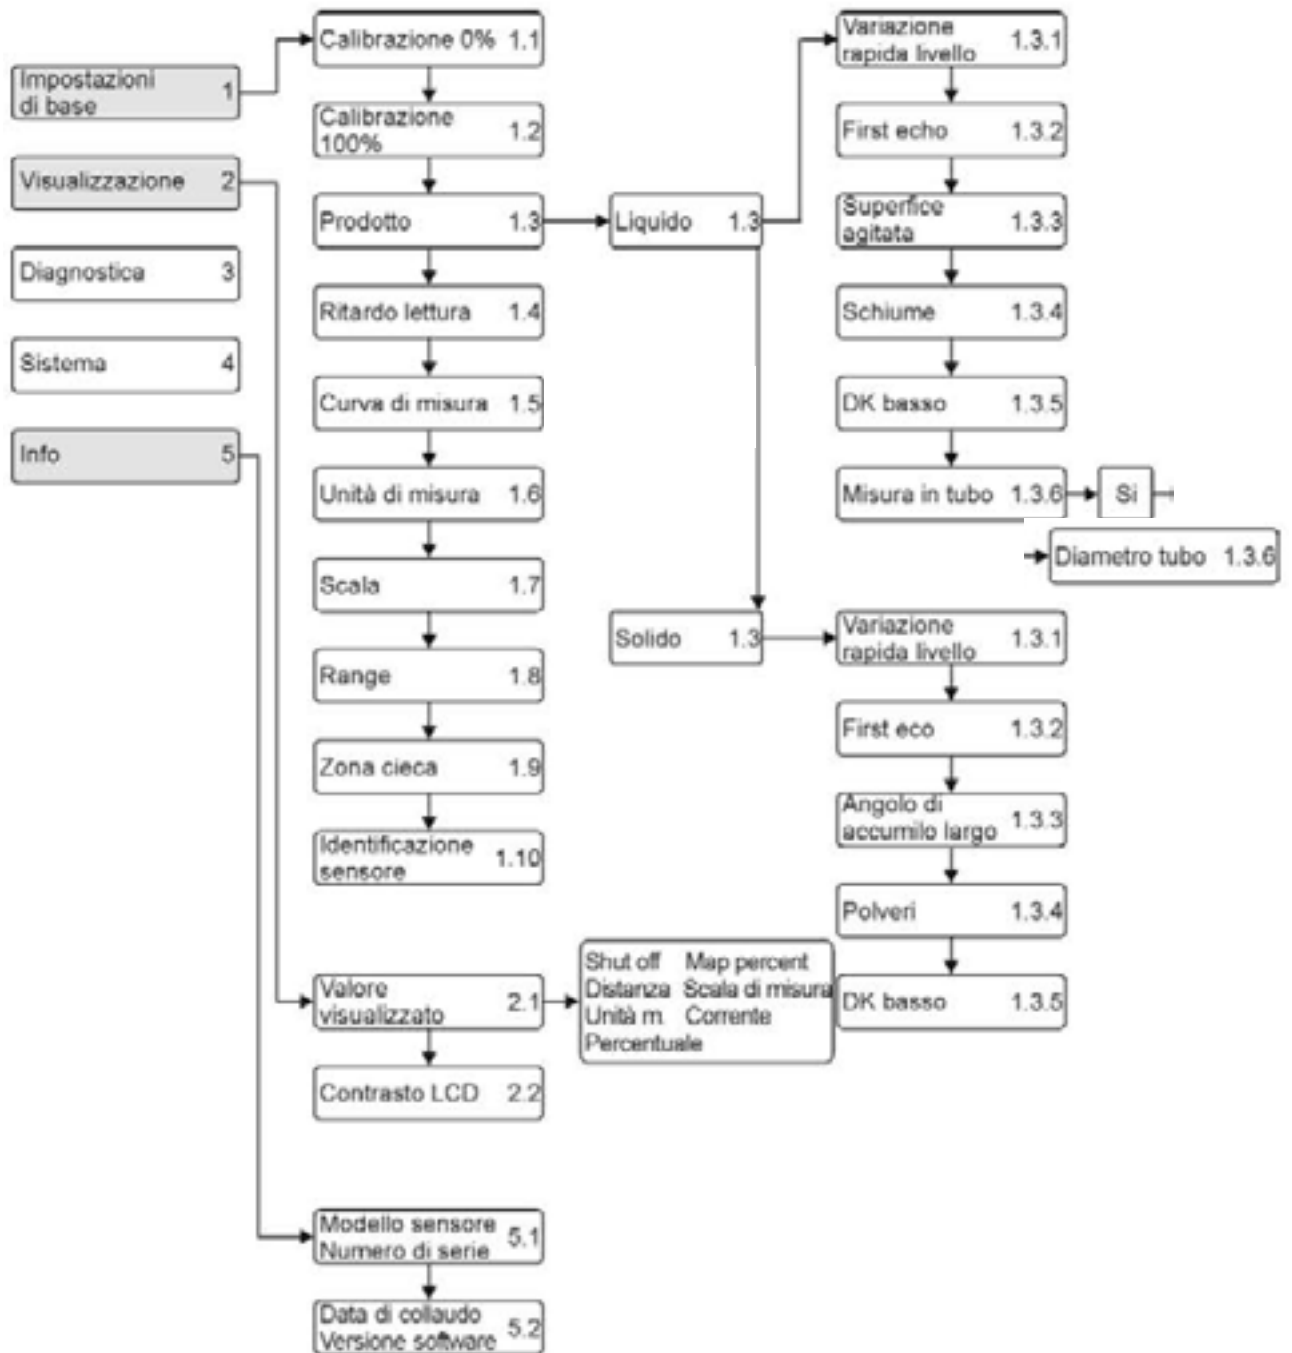 Impostazioni
di base 1
Visualizzazione 2
Diagnostica 3
Sistema 4
Info 5
Calibrazione 0% 1.1
Calibrazione
100% 1.2
Prodotto 1.3
Ritardo lettura 1.4
Curva di misura 1.5
Unità di misura 1.6
Scala 1.7
Range 1.8
Zona cieca 1.9
Identificazione
sensore 1.10
Liquido 1.3
Variazione
rapida livello 1.3.1
First echo 1.3.2
Superfice
agitata 1.3.3
Schiume 1.3.4
DK basso 1.3.5
Misura in tubo 1.3.6
Si
Diametro tubo 1.3.6
Solido 1.3
Variazione
rapida livello 1.3.1
First eco 1.3.2
Angolo di
accumilo largo 1.3.3
Polveri 1.3.4
DK basso 1.3.5
Valore
visualizzato 2.1
Shut off Map percent
Distanza Scala di misura
Unità m. Corrente
Percentuale
Contrasto LCD 2.2
Modello sensore
Numero di serie 5.1
Data di collaudo
Versione software 5.2